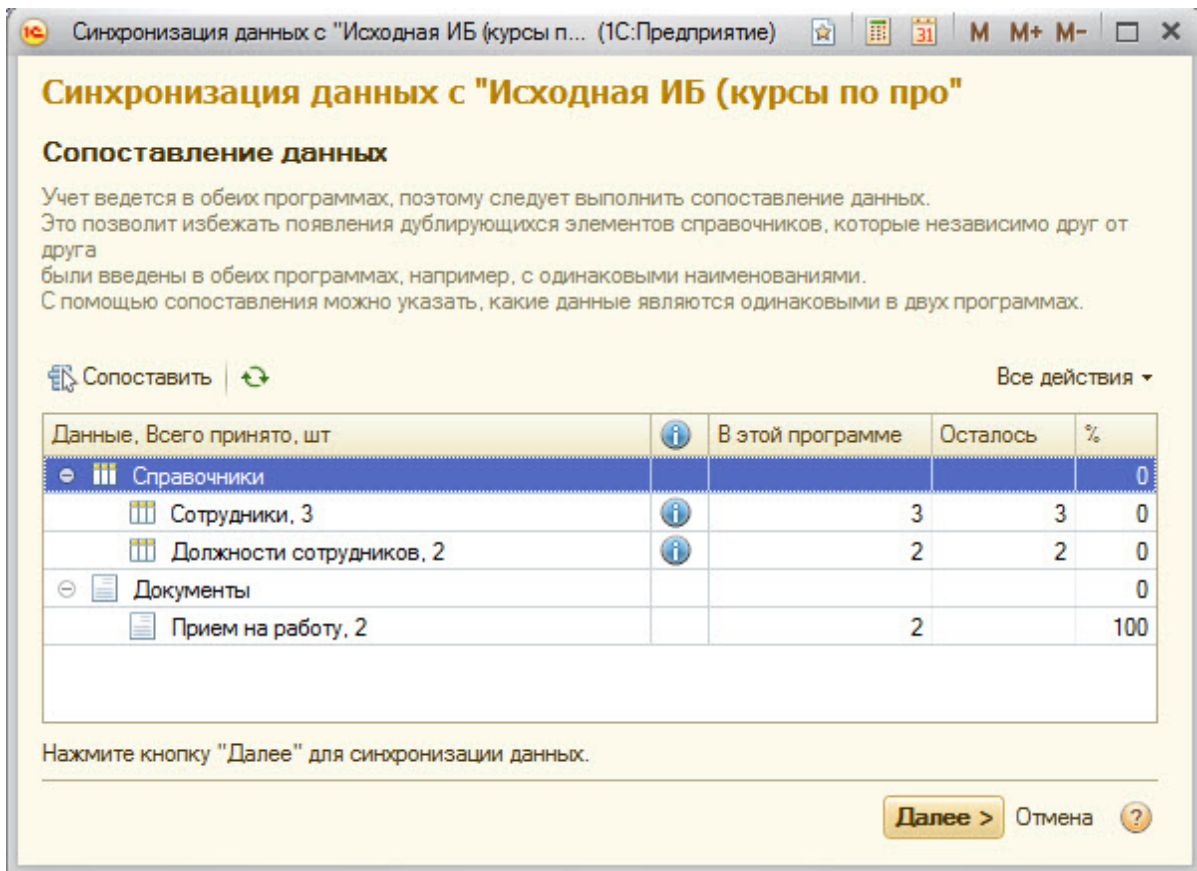 1С Синхронизация данных с "Исходная ИБ (курсы п... (1С:Предприятие) 31 M M+ M-
Синхронизация данных с "Исходная ИБ (курсы по про"
Сопоставление данных
Учет ведется в обеих программах, поэтому следует выполнить сопоставление данных.
Это позволит избежать появления дублирующихся элементов справочников, которые независимо друг от
друга
были введены в обеих программах, например, с одинаковыми наименованиями.
С помощью сопоставления можно указать, какие данные являются одинаковыми в двух программах.
Сопоставить Все действия
Данные, Всего принято, шт i В этой программе Осталось %
Справочники 0
Сотрудники, 3 i 3 3 0
Должности сотрудников, 2 i 2 2 0
Документы 0
Прием на работу, 2 2 100
Нажмите кнопку "Далее" для синхронизации данных.
Далее > Отмена ?